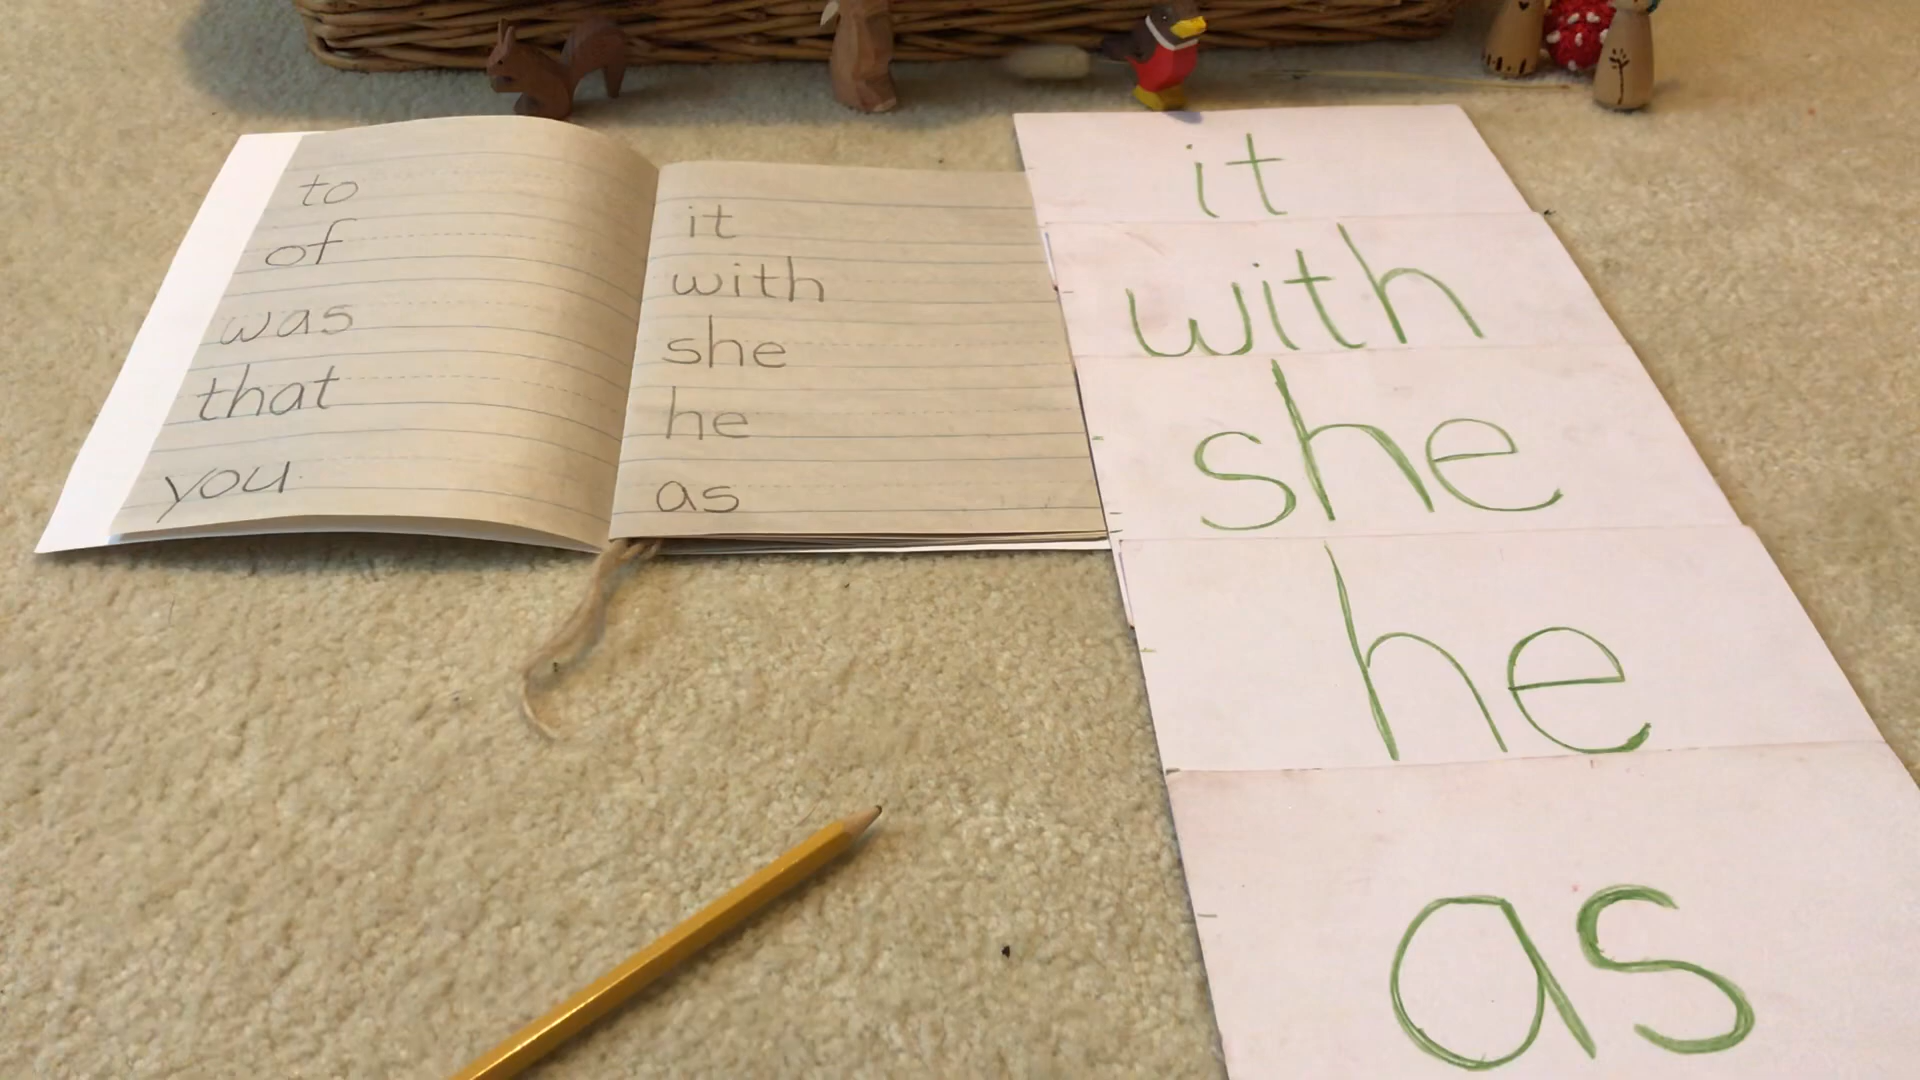 to
of
was
that
you
it
with
she
he
as
it
with
she
he
as